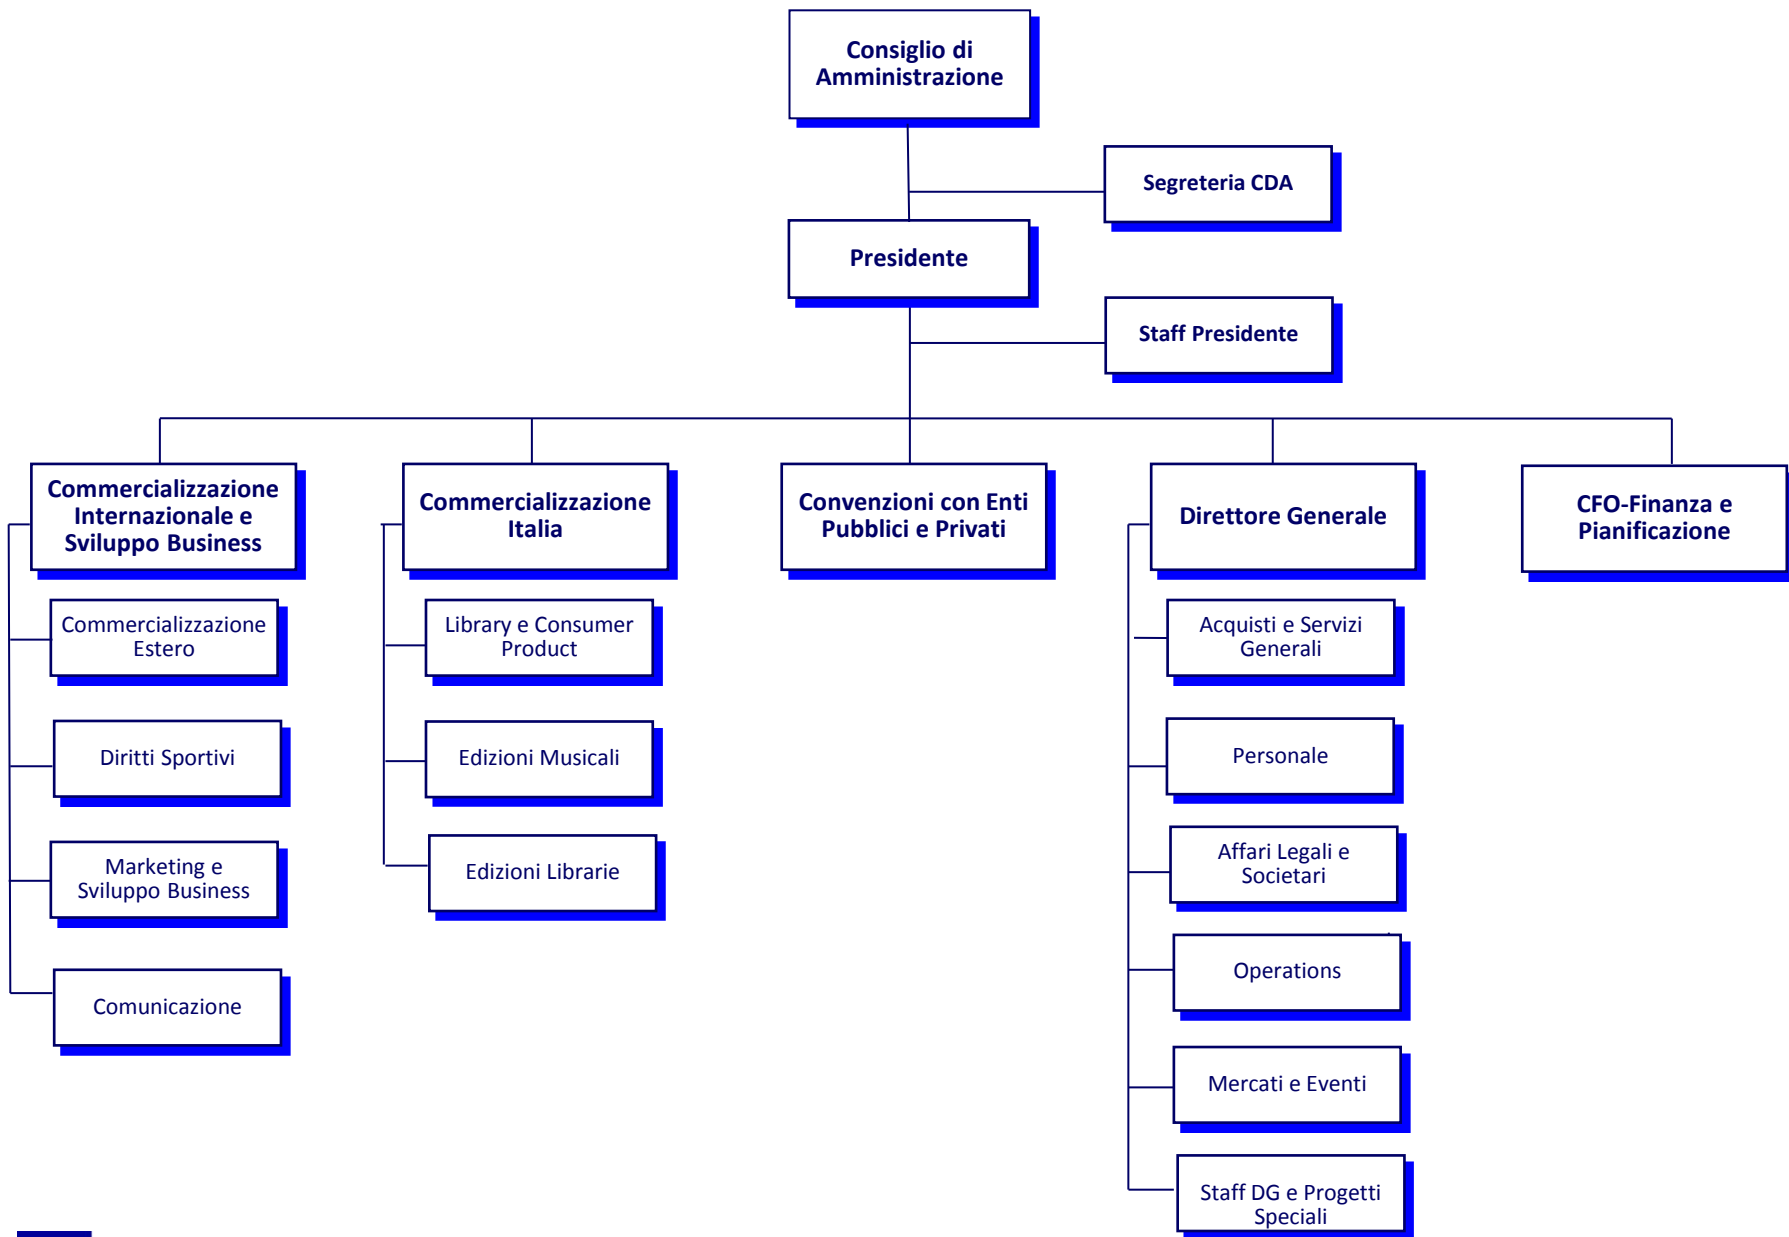 Consiglio di
Amministrazione
Segreteria CDA
Presidente
Staff Presidente
Commercializzazione
Internazionale e
Sviluppo Business
Commercializzazione
Italia
Convenzioni con Enti
Pubblici e Privati
Direttore Generale
CFO-Finanza e
Pianificazione
Commercializzazione
Estero
Diritti Sportivi
Marketing e
Sviluppo Business
Comunicazione
Library e Consumer
Product
Edizioni Musicali
Edizioni Librarie
Acquisti e Servizi
Generali
Personale
Affari Legali e
Societari
Operations
Mercati e Eventi
Staff DG e Progetti
Speciali